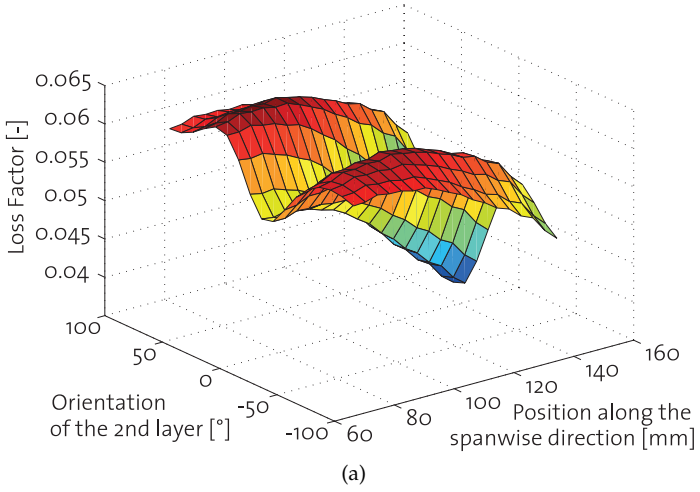 0.065
0.06
0.055
0.05
0.045
0.04
Loss Factor [-]
100
50
0
-50
-100
Orientation
of the 2nd layer [°]
60
80
100
120
140
160
Position along the
spanwise direction [mm]
(a)